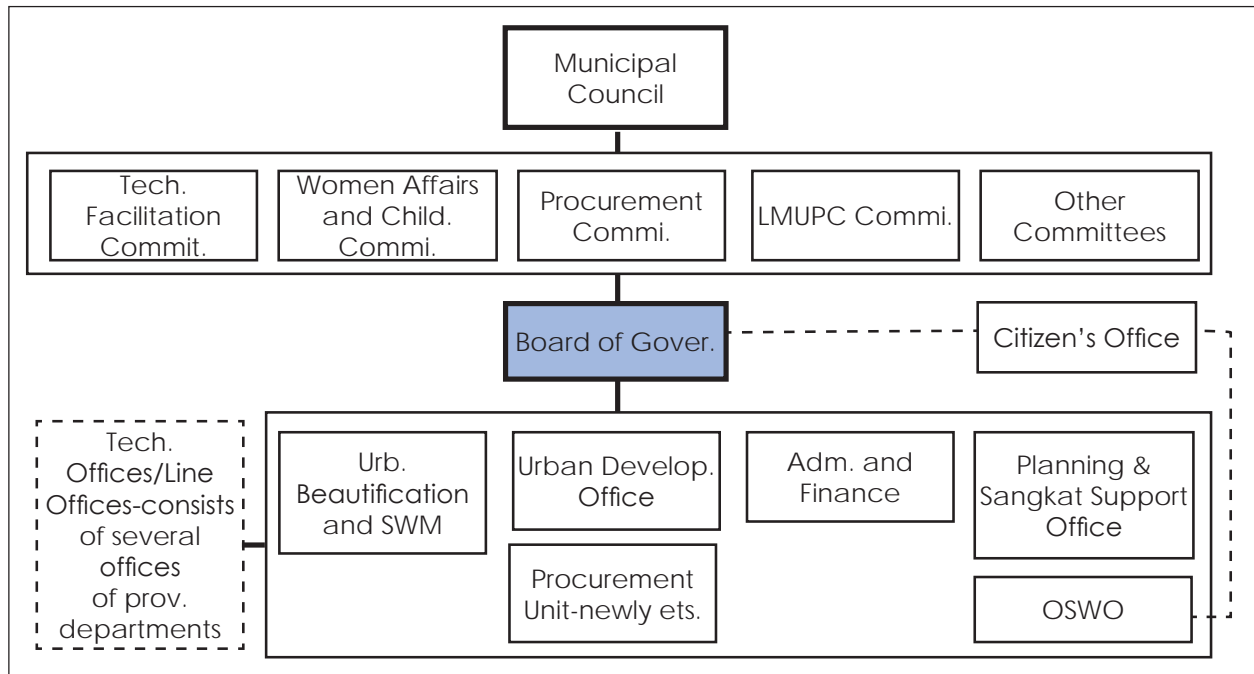 Municipal
Council
Tech.
Facilitation
Commit.
Women Affairs
and Child.
Commi.
Procurement
Commi.
LMUPC Commi.
Other
Committees
Board of Gover.
Citizen’s Office
Tech.
Offices/Line
Offices-consists
of several
offices
of prov.
departments
Urb.
Beautification
and SWM
Urban Develop.
Office
Adm. and
Finance
Planning &
Sangkat Support
Office
Procurement
Unit-newly ets.
OSWO